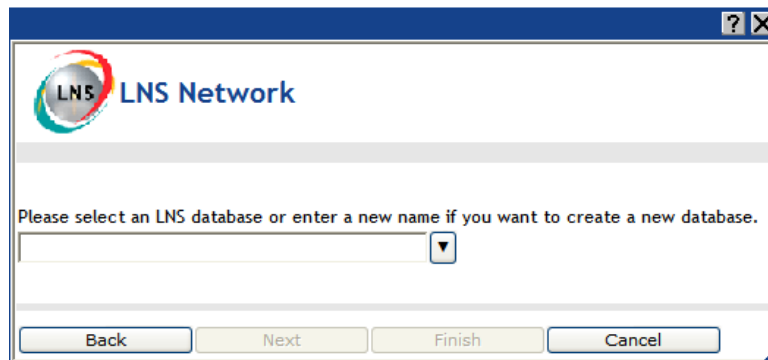 ?
LNS
LNS Network
Please select an LNS database or enter a new name if you want to create a new database.
Back Next Finish Cancel